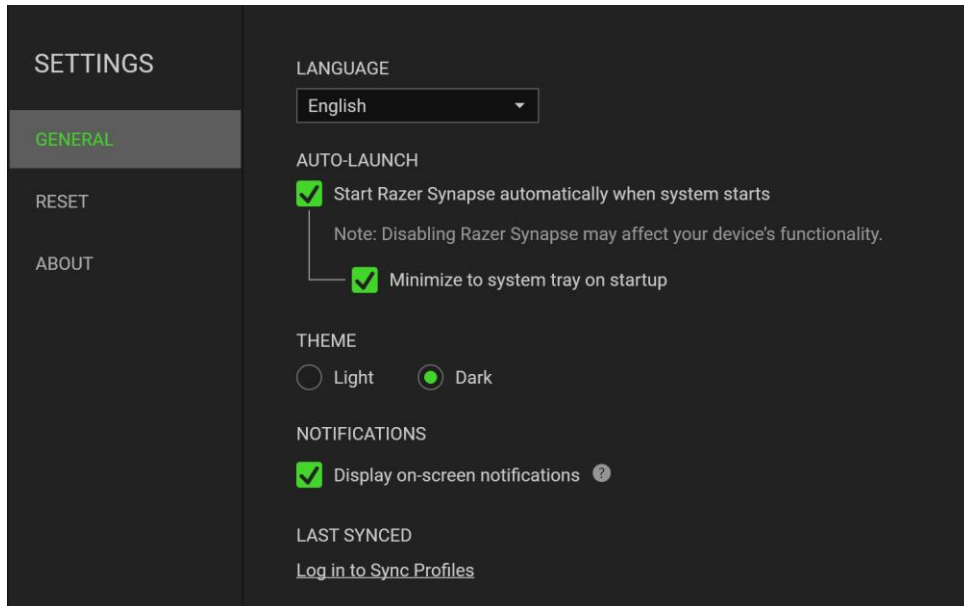 SETTINGS
GENERAL
RESET
ABOUT
LANGUAGE
English
AUTO-LAUNCH
Start Razer Synapse automatically when system starts
Note: Disabling Razer Synapse may affect your device’s functionality.
Minimize to system tray on startup
THEME
Light
Dark
NOTIFICATIONS
Display on-screen notifications ?
LAST SYNCED
Log in to Sync Profiles